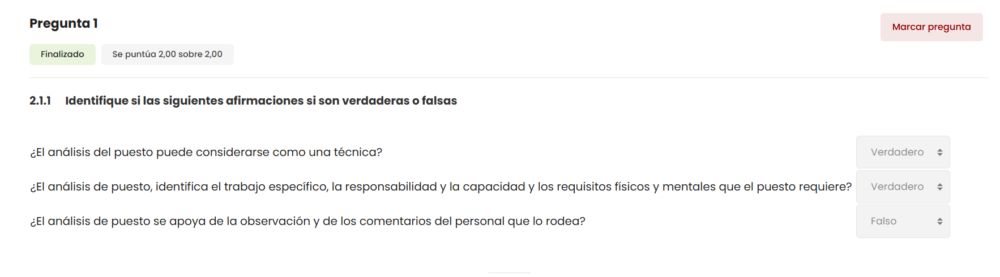 Pregunta 1
Marcar pregunta
Finalizado
Se puntúa 2,00 sobre 2,00
2.1.1 Identifique si las siguientes afirmaciones si son verdaderas o falsas
¿El análisis del puesto puede considerarse como una técnica? Verdadero
¿El análisis de puesto, identifica el trabajo específico, la responsabilidad y la capacidad y los requisitos físicos y mentales que el puesto requiere? Verdadero
¿El análisis de puesto se apoya de la observación y de los comentarios del personal que lo rodea? Falso